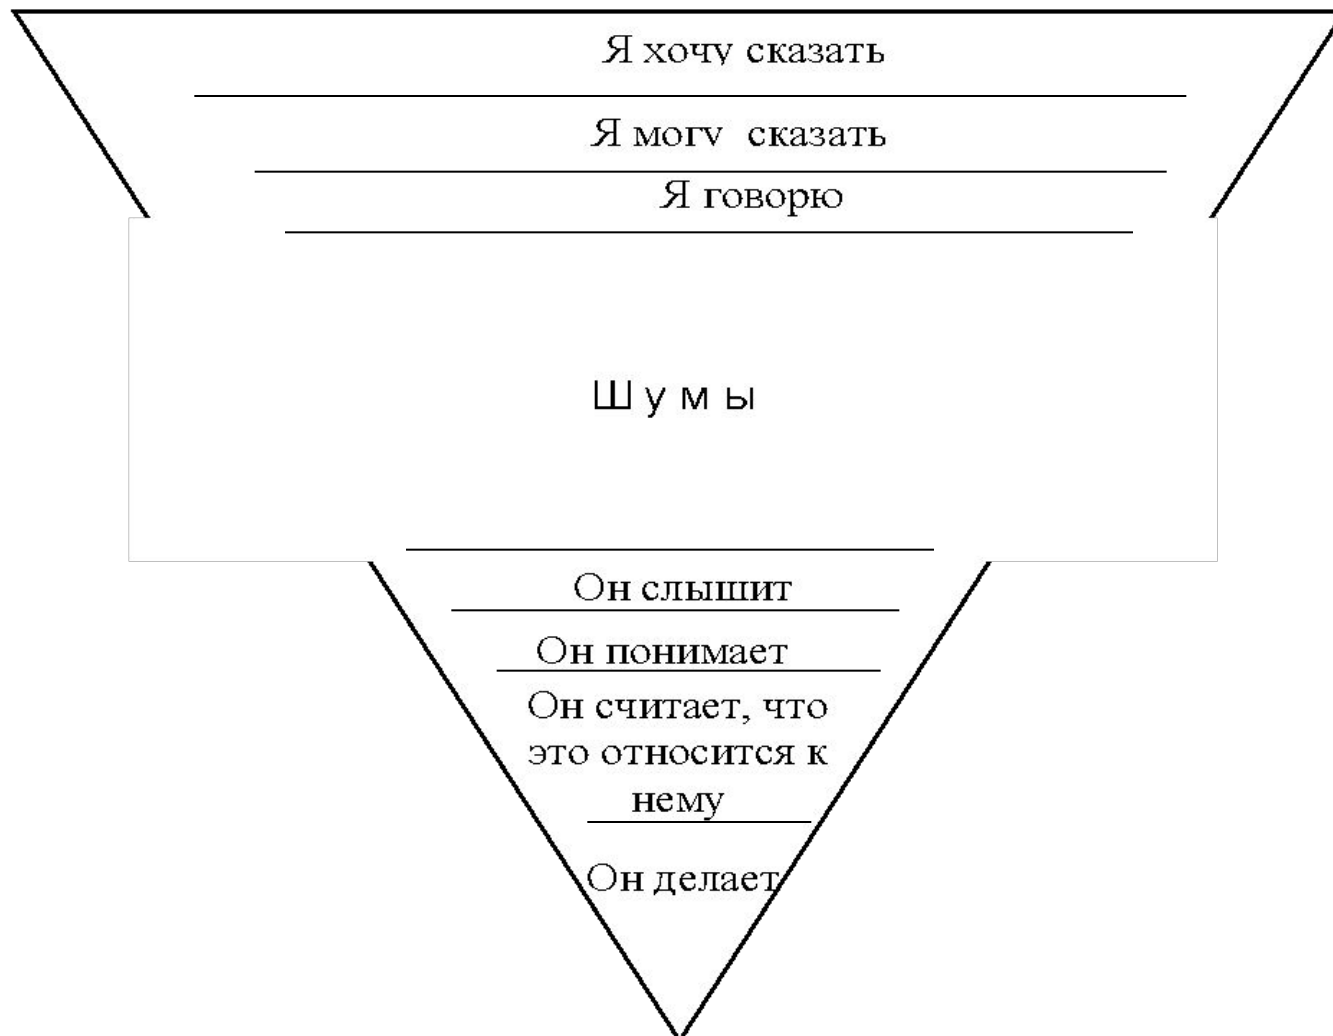 Я хочу сказать
Я могу сказать
Я говорю
Шумы
Он слышит
Он понимает
Он считает, что
это относится к
нему
Он делает